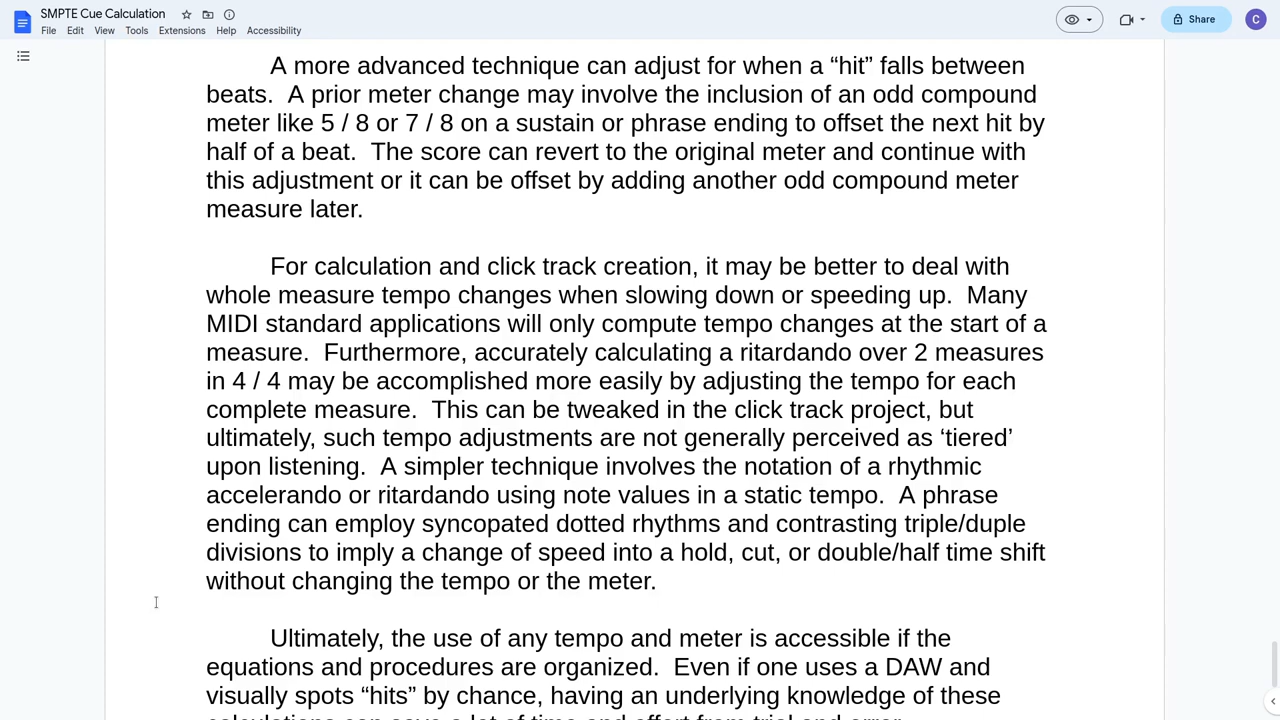 SMPTE Cue Calculation
File Edit View Tools Extensions Help Accessibility
Share
C
A more advanced technique can adjust for when a “hit” falls between
beats.  A prior meter change may involve the inclusion of an odd compound
meter like 5 / 8 or 7 / 8 on a sustain or phrase ending to offset the next hit by
half of a beat.  The score can revert to the original meter and continue with
this adjustment or it can be offset by adding another odd compound meter
measure later.
For calculation and click track creation, it may be better to deal with
whole measure tempo changes when slowing down or speeding up.  Many
MIDI standard applications will only compute tempo changes at the start of a
measure.  Furthermore, accurately calculating a ritardando over 2 measures
in 4 / 4 may be accomplished more easily by adjusting the tempo for each
complete measure.  This can be tweaked in the click track project, but
ultimately, such tempo adjustments are not generally perceived as ‘tiered’
upon listening.  A simpler technique involves the notation of a rhythmic
accelerando or ritardando using note values in a static tempo.  A phrase
ending can employ syncopated dotted rhythms and contrasting triple/duple
divisions to imply a change of speed into a hold, cut, or double/half time shift
without changing the tempo or the meter.
Ultimately, the use of any tempo and meter is accessible if the
equations and procedures are organized.  Even if one uses a DAW and
visually spots “hits” by chance, having an underlying knowledge of these
calculations can save a lot of time and effort from trial and error.